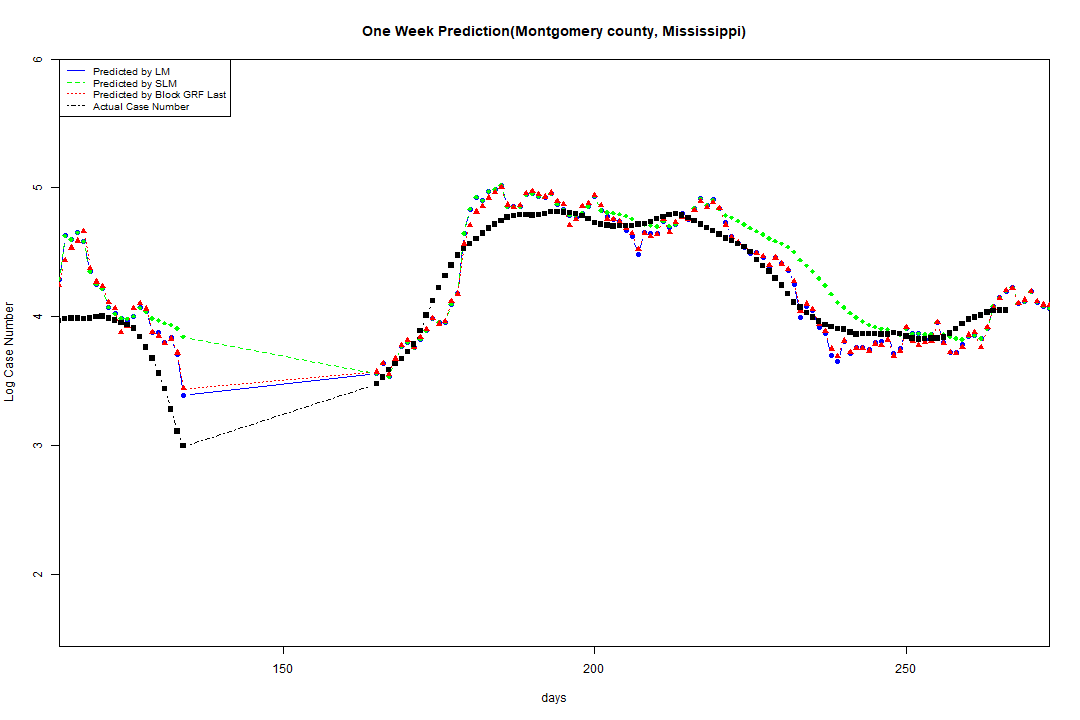 One Week Prediction(Montgomery county, Mississippi)
Predicted by LM
Predicted by SLM
Predicted by Block GRF Last
Actual Case Number
6
5
4
3
2
Log Case Number
150
200
250
days